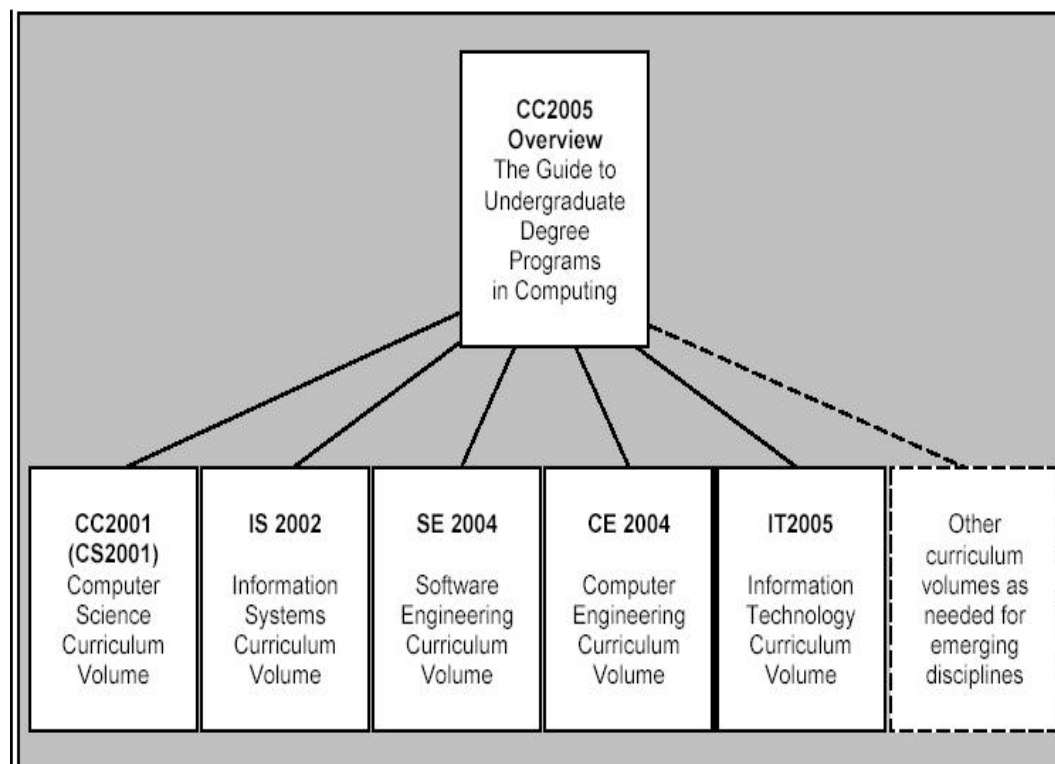 CC2005
Overview
The Guide to
Undergraduate
Degree
Programs
in Computing
CC2001
(CS2001)
Computer
Science
Curriculum
Volume
IS 2002
Information
Systems
Curriculum
Volume
SE 2004
Software
Engineering
Curriculum
Volume
CE 2004
Computer
Engineering
Curriculum
Volume
IT2005
Information
Technology
Curriculum
Volume
Other
curriculum
volumes as
needed for
emerging
disciplines